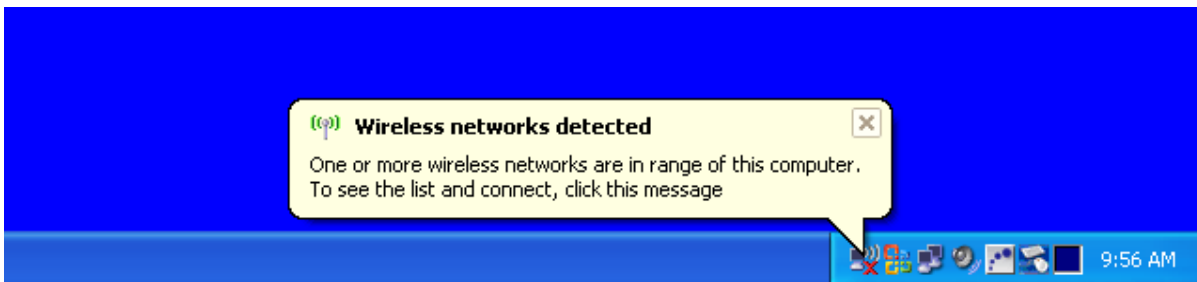 Wireless networks detected
One or more wireless networks are in range of this computer.
To see the list and connect, click this message
9:56 AM